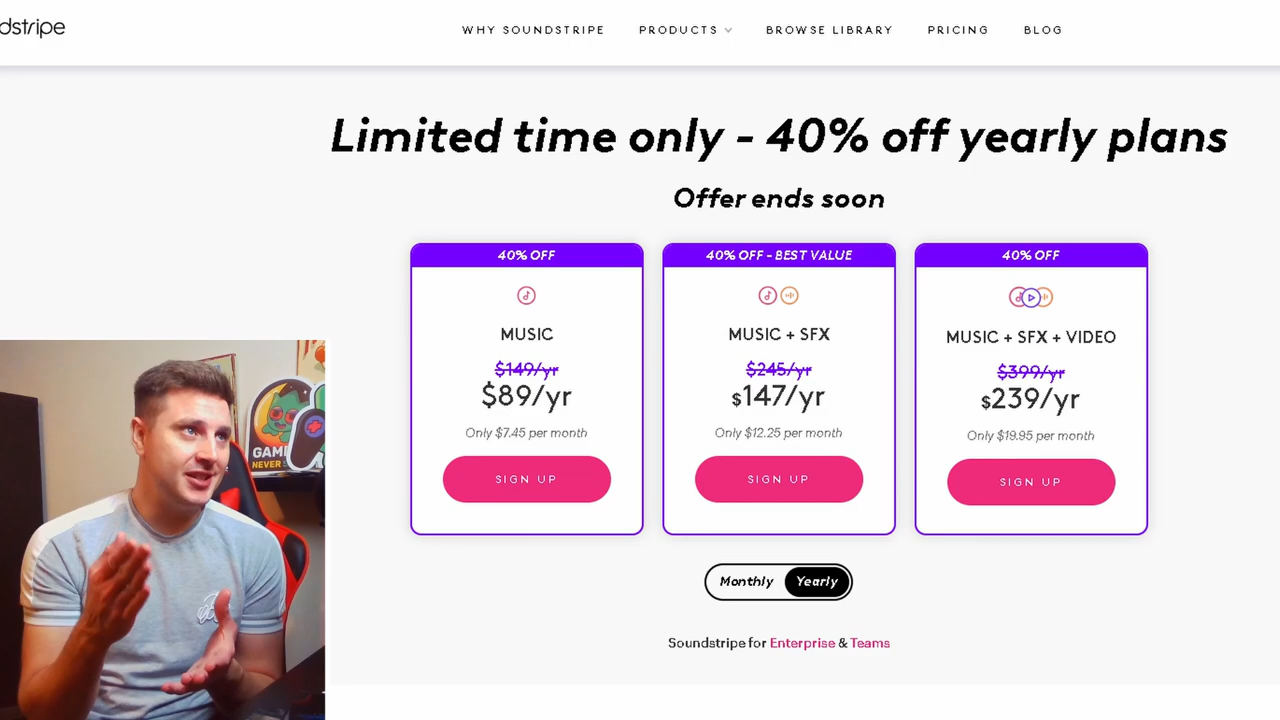 dstripe
WHY SOUNDSTRIPE PRODUCTS BROWSE LIBRARY PRICING BLOG
Limited time only - 40% off yearly plans
Offer ends soon
40% OFF
MUSIC
$149/yr
$89/yr
Only $7.45 per month
SIGN UP
40% OFF - BEST VALUE
MUSIC + SFX
$245/yr
$147/yr
Only $12.25 per month
SIGN UP
40% OFF
MUSIC + SFX + VIDEO
$399/yr
$239/yr
Only $19.95 per month
SIGN UP
Monthly Yearly
Soundstripe for Enterprise & Teams
GAM
NEVER